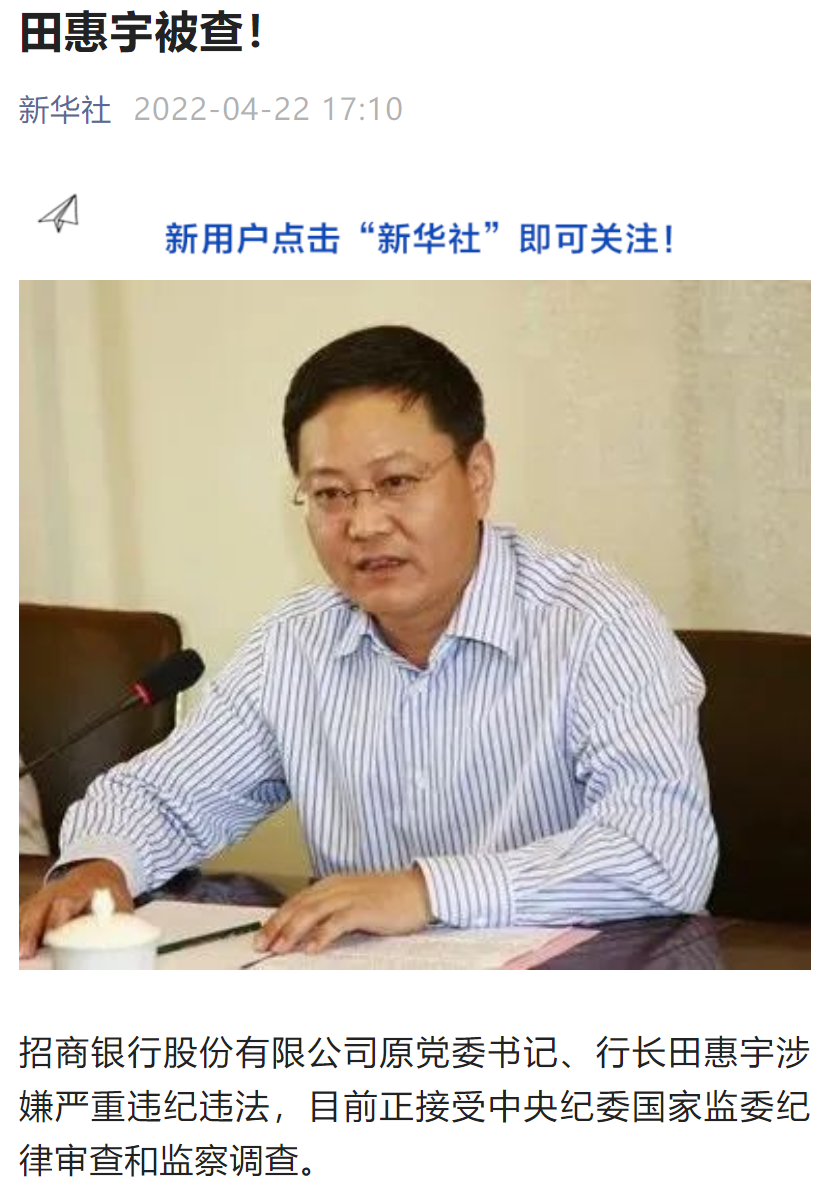 田惠宇被查！
新华社 2022-04-22 17:10
新用户点击“新华社”即可关注！
招商银行股份有限公司原党委书记、行长田惠宇涉
嫌严重违纪违法，目前正接受中央纪委国家监委纪
律审查和监察调查。